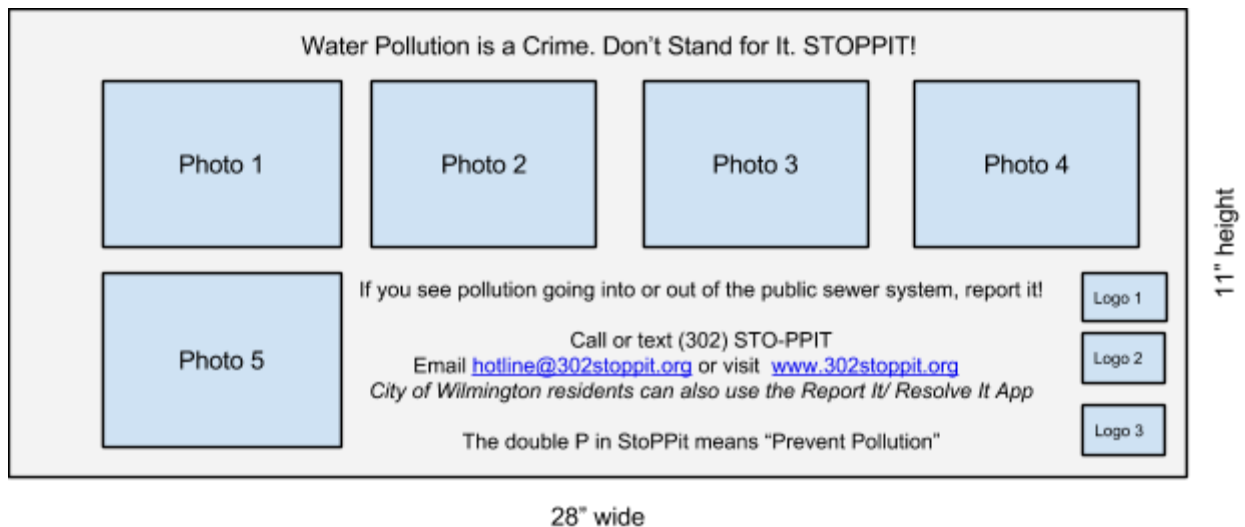 Water Pollution is a Crime. Don't Stand for It. STOPPIT!
Photo 1
Photo 2
Photo 3
Photo 4
11" height
Photo 5
If you see pollution going into or out of the public sewer system, report it!
Call or text (302) STO-PPIT
Email hotline@302stoppit.org or visit www.302stoppit.org
City of Wilmington residents can also use the Report It/ Resolve It App
The double P in StoPPit means “Prevent Pollution”
Logo 1
Logo 2
Logo 3
28” wide